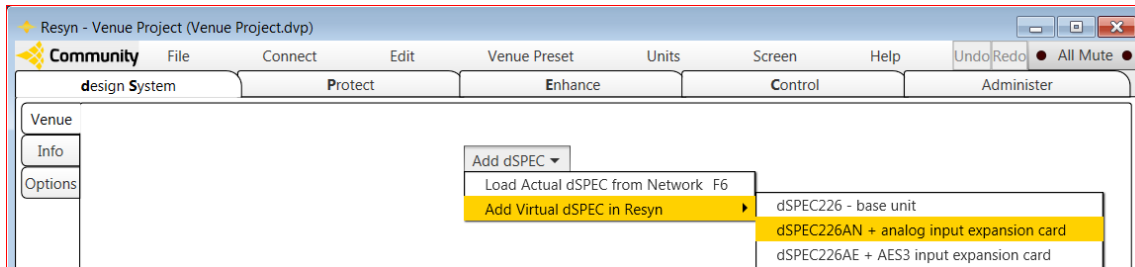 Resyn - Venue Project (Venue Project.dvp)
Community File Connect Edit Venue Preset Units Screen Help Undo Redo All Mute
design System Protect Enhance Control Administer
Venue
Info
Options
Add dSPEC
Load Actual dSPEC from Network F6
Add Virtual dSPEC in Resyn
dSPEC226 - base unit
dSPEC226AN + analog input expansion card
dSPEC226AE + AES3 input expansion card